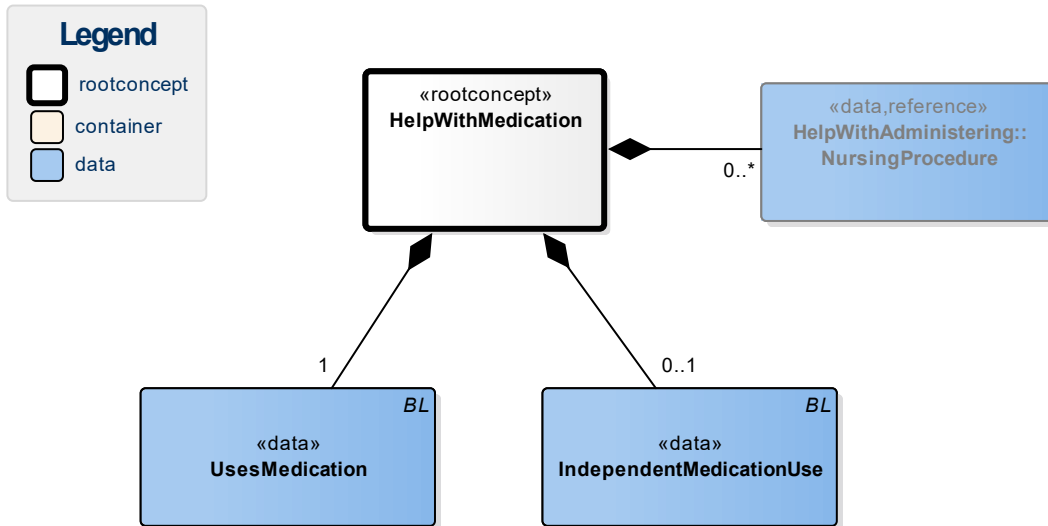 Legend
rootconcept
container
data
«rootconcept»
HelpWithMedication
«data,reference»
HelpWithAdministering::
NursingProcedure
0..*
1
0..1
BL
«data»
UsesMedication
BL
«data»
IndependentMedicationUse